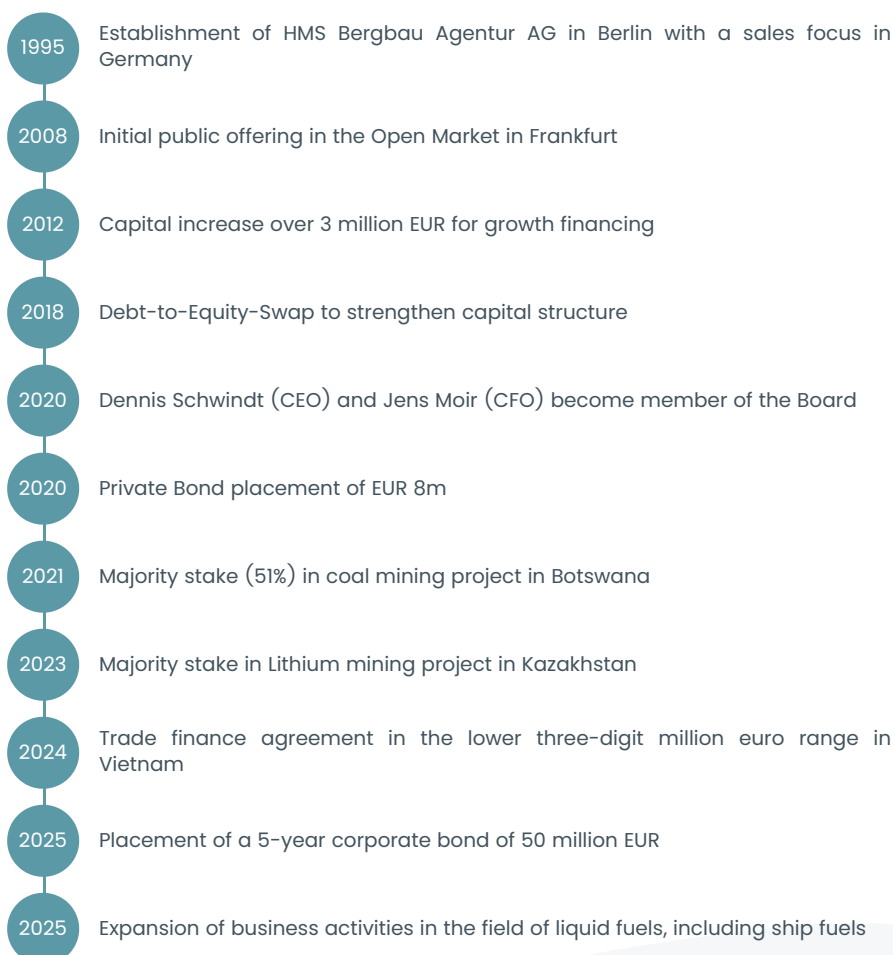 1995
Establishment of HMS Bergbau Agentur AG in Berlin with a sales focus in
Germany
2008
Initial public offering in the Open Market in Frankfurt
2012
Capital increase over 3 million EUR for growth financing
2018
Debt-to-Equity-Swap to strengthen capital structure
2020
Dennis Schwindt (CEO) and Jens Moir (CFO) become member of the Board
2020
Private Bond placement of EUR 8m
2021
Majority stake (51%) in coal mining project in Botswana
2023
Majority stake in Lithium mining project in Kazakhstan
2024
Trade finance agreement in the lower three-digit million euro range in
Vietnam
2025
Placement of a 5-year corporate bond of 50 million EUR
2025
Expansion of business activities in the field of liquid fuels, including ship fuels